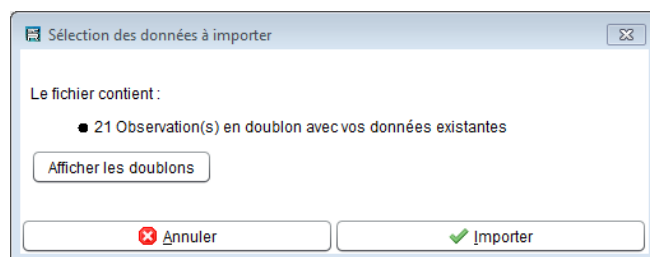 Sélection des données à importer
Le fichier contient :
21 Observation(s) en doublon avec vos données existantes
Afficher les doublons
Annuler
Importer